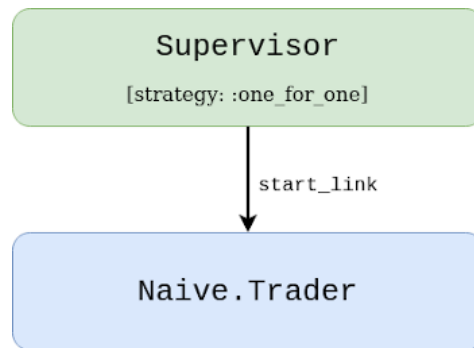 Supervisor
[strategy: :one_for_one]
start_link
Naive.Trader